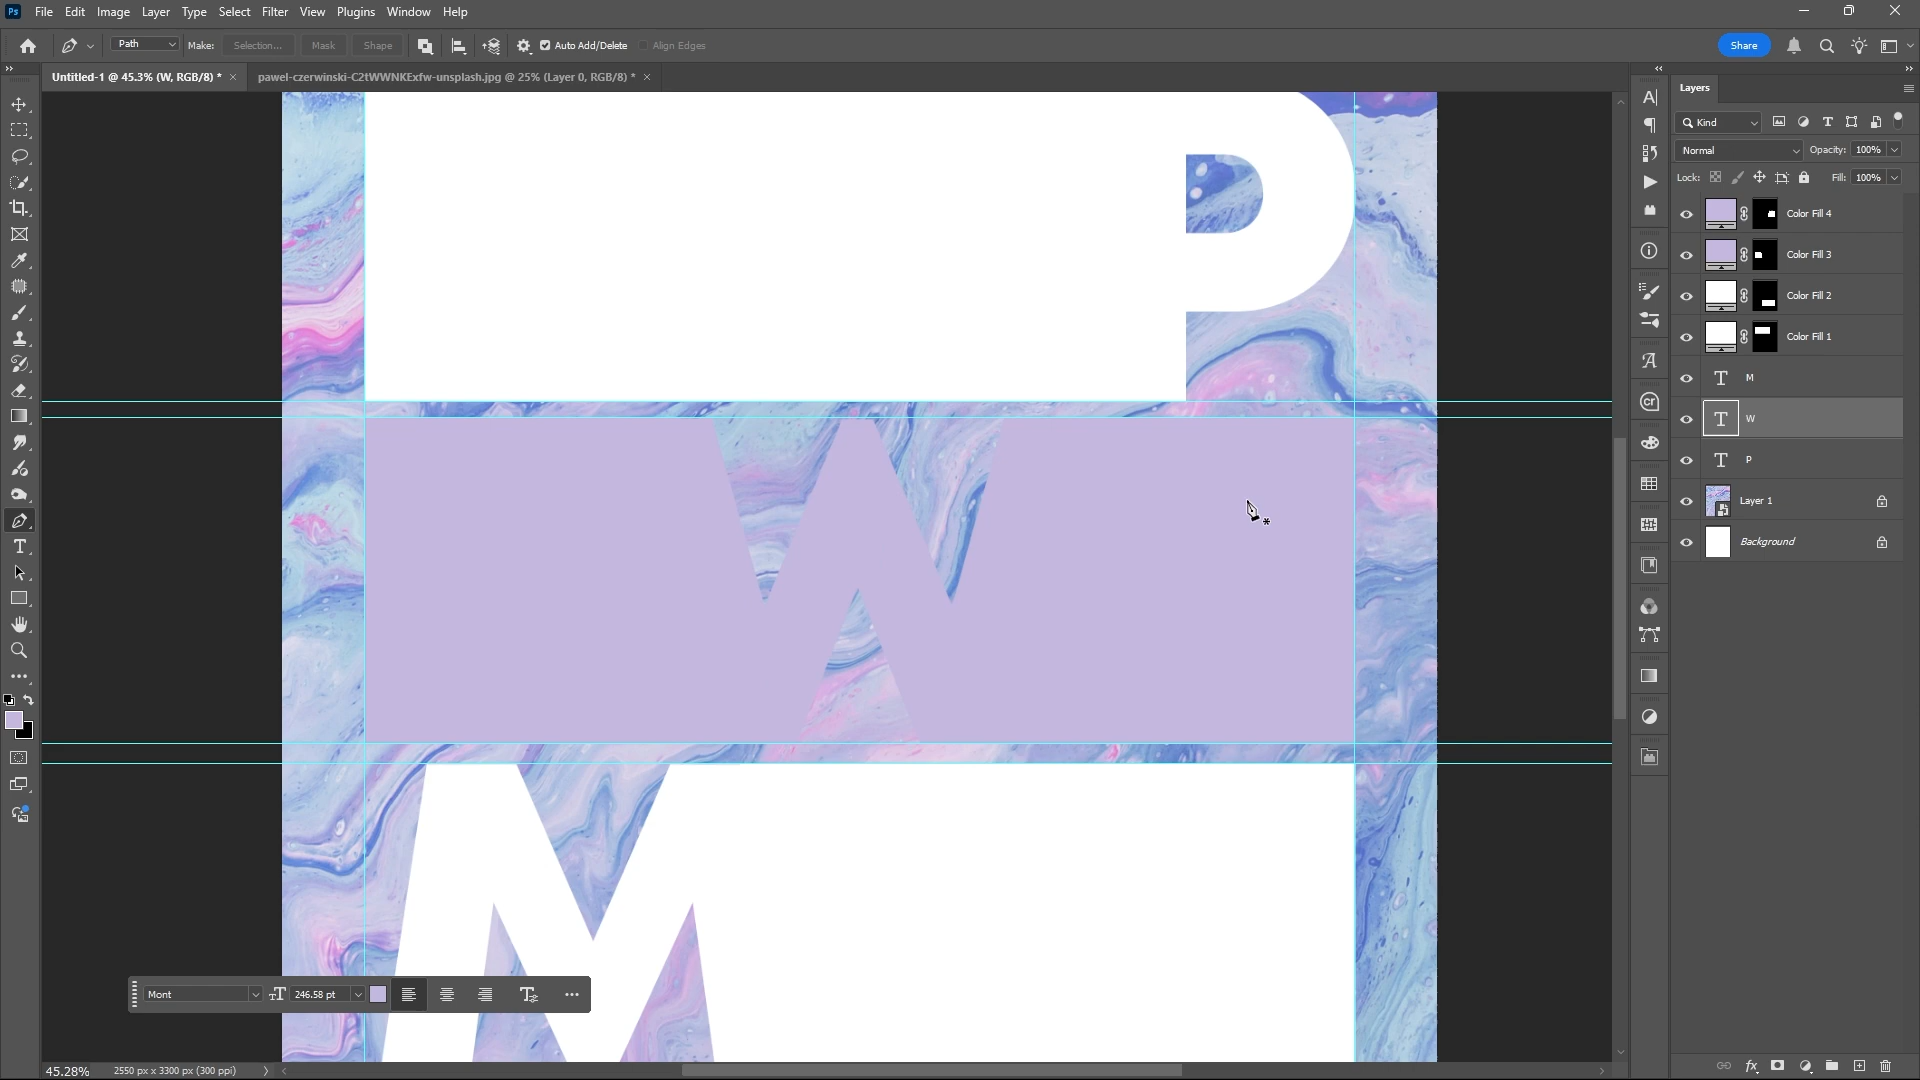 Ps File Edit Image Layer Type Select Filter View Plugins Window Help
Path Make: Selection... Mask Shape Auto Add/Delete Align Edges Share
Untitled-1 @ 45.3% (W, RGB/8) * × pawel-czerwinski-C2tWWNKExfw-unsplash.jpg @ 25% (Layer 0, RGB/8) * ×
Layers
Kind
Normal Opacity: 100%
Lock: Fill: 100%
Color Fill 4
Color Fill 3
Color Fill 2
Color Fill 1
T M
T W
T P
Layer 1
Background
P
W
M
Mont 246.58 pt
45.28% 2550 px x 3300 px (300 ppi)
fx